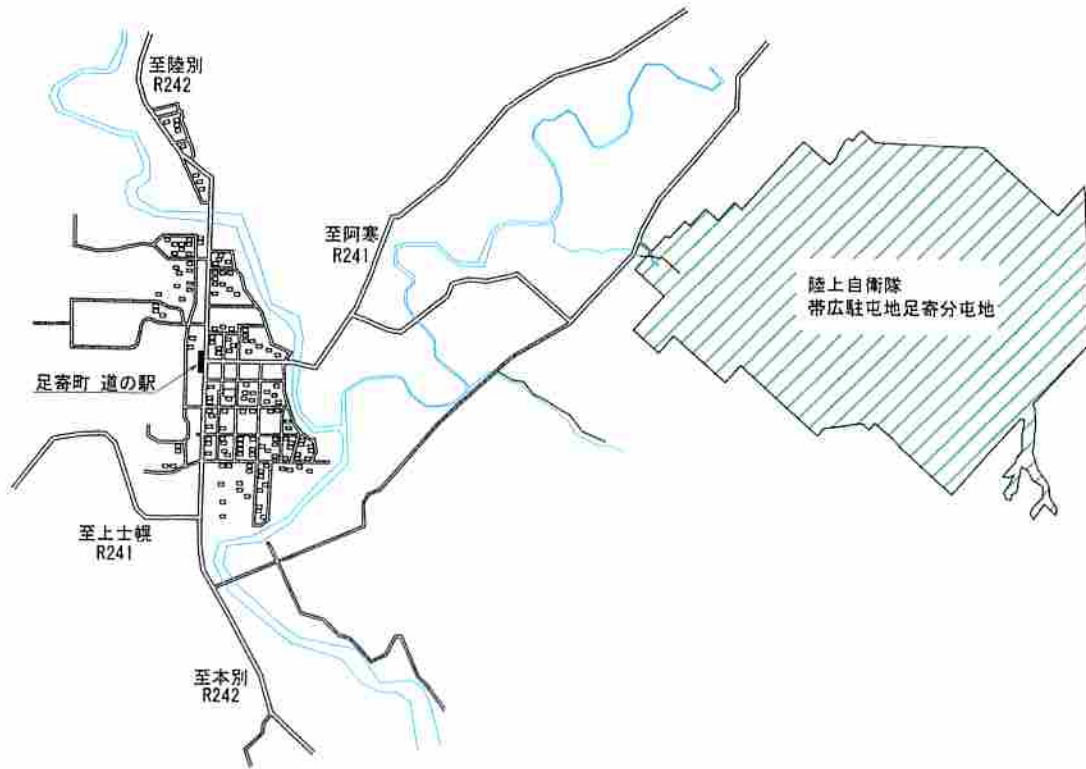 至陸別
R242
至阿寒
R241
陸上自衛隊
帯広駐屯地足寄分屯地
足寄町 道の駅
至上士幌
R241
至本別
R242